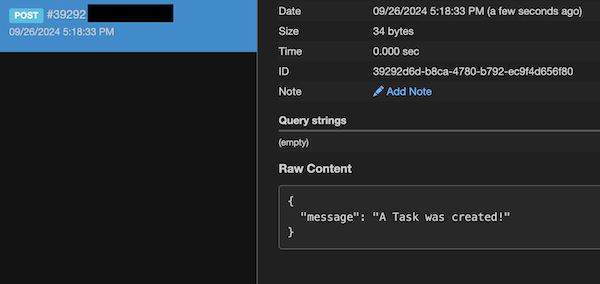 POST #39292
09/26/2024 5:18:33 PM
Date 09/26/2024 5:18:33 PM (a few seconds ago)
Size 34 bytes
Time 0.000 sec
ID 39292d6d-b8ca-4780-b792-ec9f4d656f80
Note Add Note
Query strings
(empty)
Raw Content
{
"message": "A Task was created!"
}